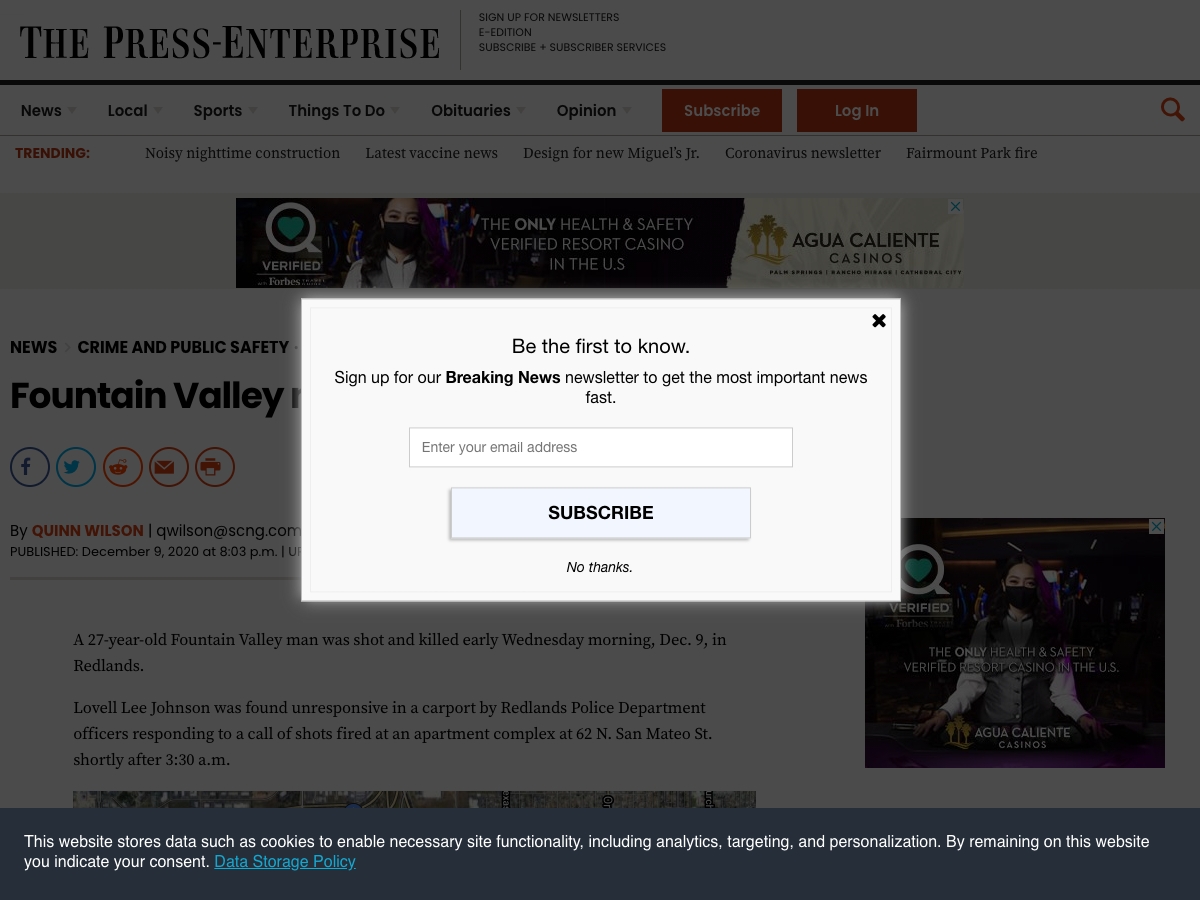 THE PRESS-ENTERPRISE
SIGN UP FOR NEWSLETTERS
E-EDITION
SUBSCRIBE + SUBSCRIBER SERVICES
News
Local
Sports
Things To Do
Obituaries
Opinion
Subscribe
Log In
TRENDING:
Noisy nighttime construction
Latest vaccine news
Design for new Miguel's Jr.
Coronavirus newsletter
Fairmount Park fire
VERIFIED
Forbes
THE ONLY HEALTH & SAFETY
VERIFIED RESORT CASINO
IN THE U.S
AGUA CALIENTE
CASINOS
PALM SPRINGS | RANCHO MIRAGE | CATHEDRAL CITY
NEWS
CRIME AND PUBLIC SAFETY
Fountain Valley
By QUINN WILSON | qwilson@scng.com
PUBLISHED: December 9, 2020 at 8:03 p.m. |
Be the first to know.
Sign up for our Breaking News newsletter to get the most important news
fast.
Enter your email address
SUBSCRIBE
No thanks.
A 27-year-old Fountain Valley man was shot and killed early Wednesday morning, Dec. 9, in
Redlands.
Lovell Lee Johnson was found unresponsive in a carport by Redlands Police Department
officers responding to a call of shots fired at an apartment complex at 62 N. San Mateo St.
shortly after 3:30 a.m.
VERIFIED
Forbes
THE ONLY HEALTH & SAFETY
VERIFIED RESORT CASINO IN THE U.S.
AGUA CALIENTE
CASINOS
This website stores data such as cookies to enable necessary site functionality, including analytics, targeting, and personalization. By remaining on this website
you indicate your consent. Data Storage Policy